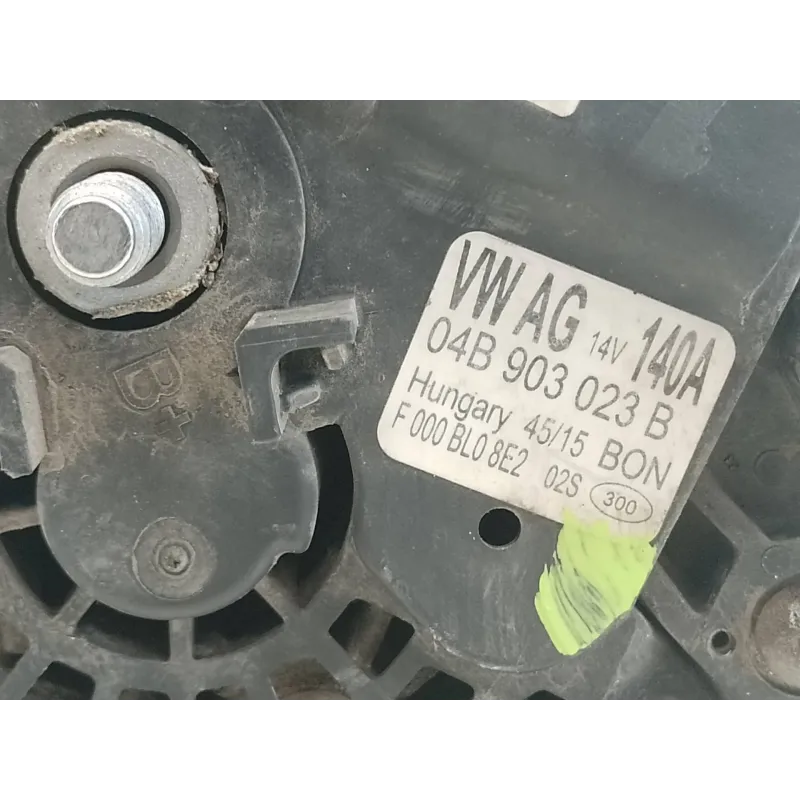 VW AG 14V 140A
04B 903 023 B
Hungary 45/15 BON
F 000 BL0 8E2 02S 300
B+